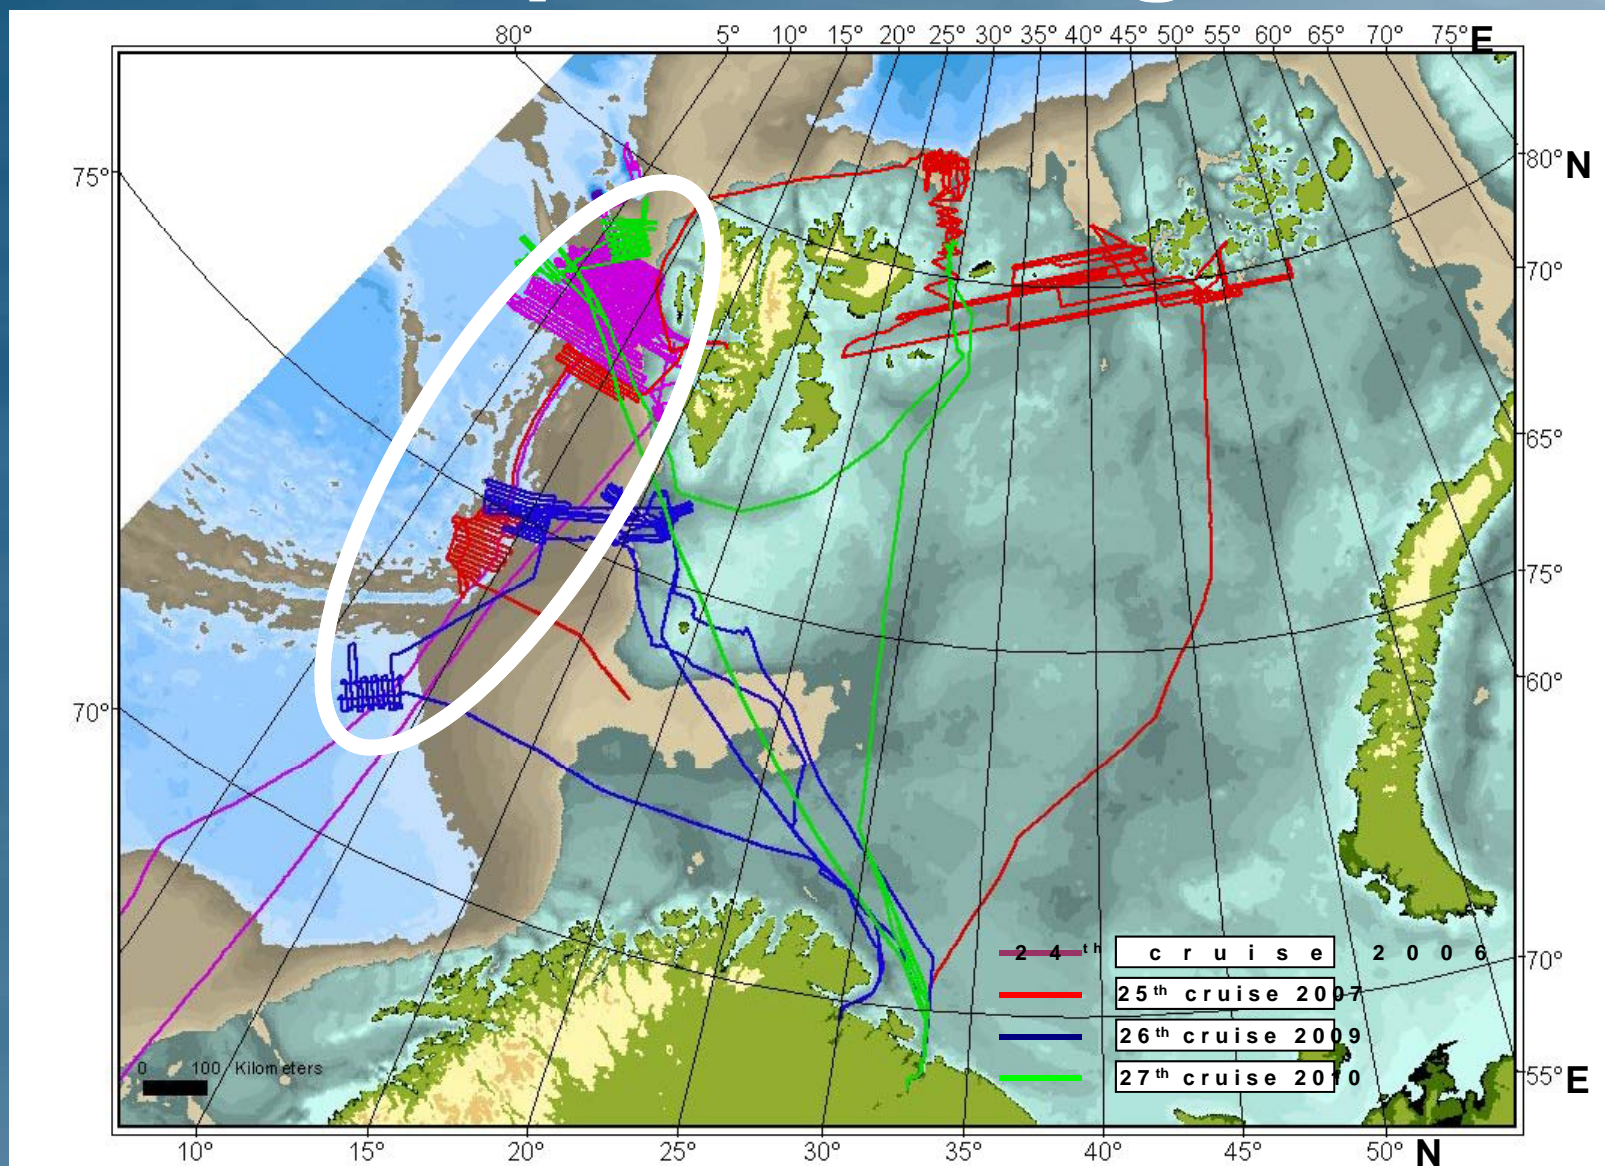 80° 5° 10° 15° 20° 25° 30° 35° 40° 45° 50° 55° 60° 65° 70° 75° E
75°
80° N
70°
65°
75°
70°
60°
24th cruise 2006
70°
25th cruise 2007
26th cruise 2009
0 100 Kilometers
27th cruise 2010
55° E
10° 15° 20° 25° 30° 35° 40° 45° 50° N